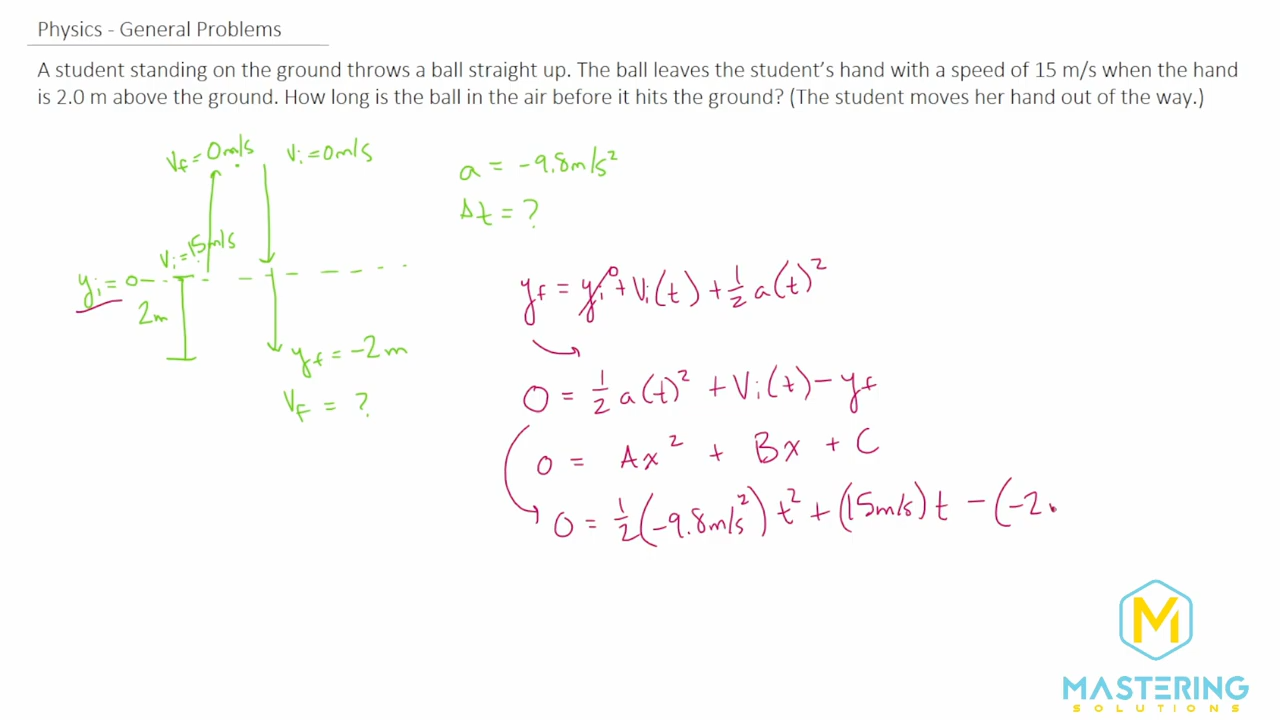 Physics - General Problems
A student standing on the ground throws a ball straight up. The ball leaves the student's hand with a speed of 15 m/s when the hand
is 2.0 m above the ground. How long is the ball in the air before it hits the ground? (The student moves her hand out of the way.)
Vf = 0m/s
Vi = 0m/s
a = -9.8m/s²
Δt = ?
Vi = 15m/s
yi = 0
2m
yf = -2m
VF = ?
yf = yi⁰ + Vi(t) + 1/2 a(t)²
0 = 1/2 a(t)² + Vi(t) - yf
0 = Ax² + Bx + C
0 = 1/2(-9.8m/s²)t² + (15m/s)t - (-2
M
MASTERING
SOLUTIONS